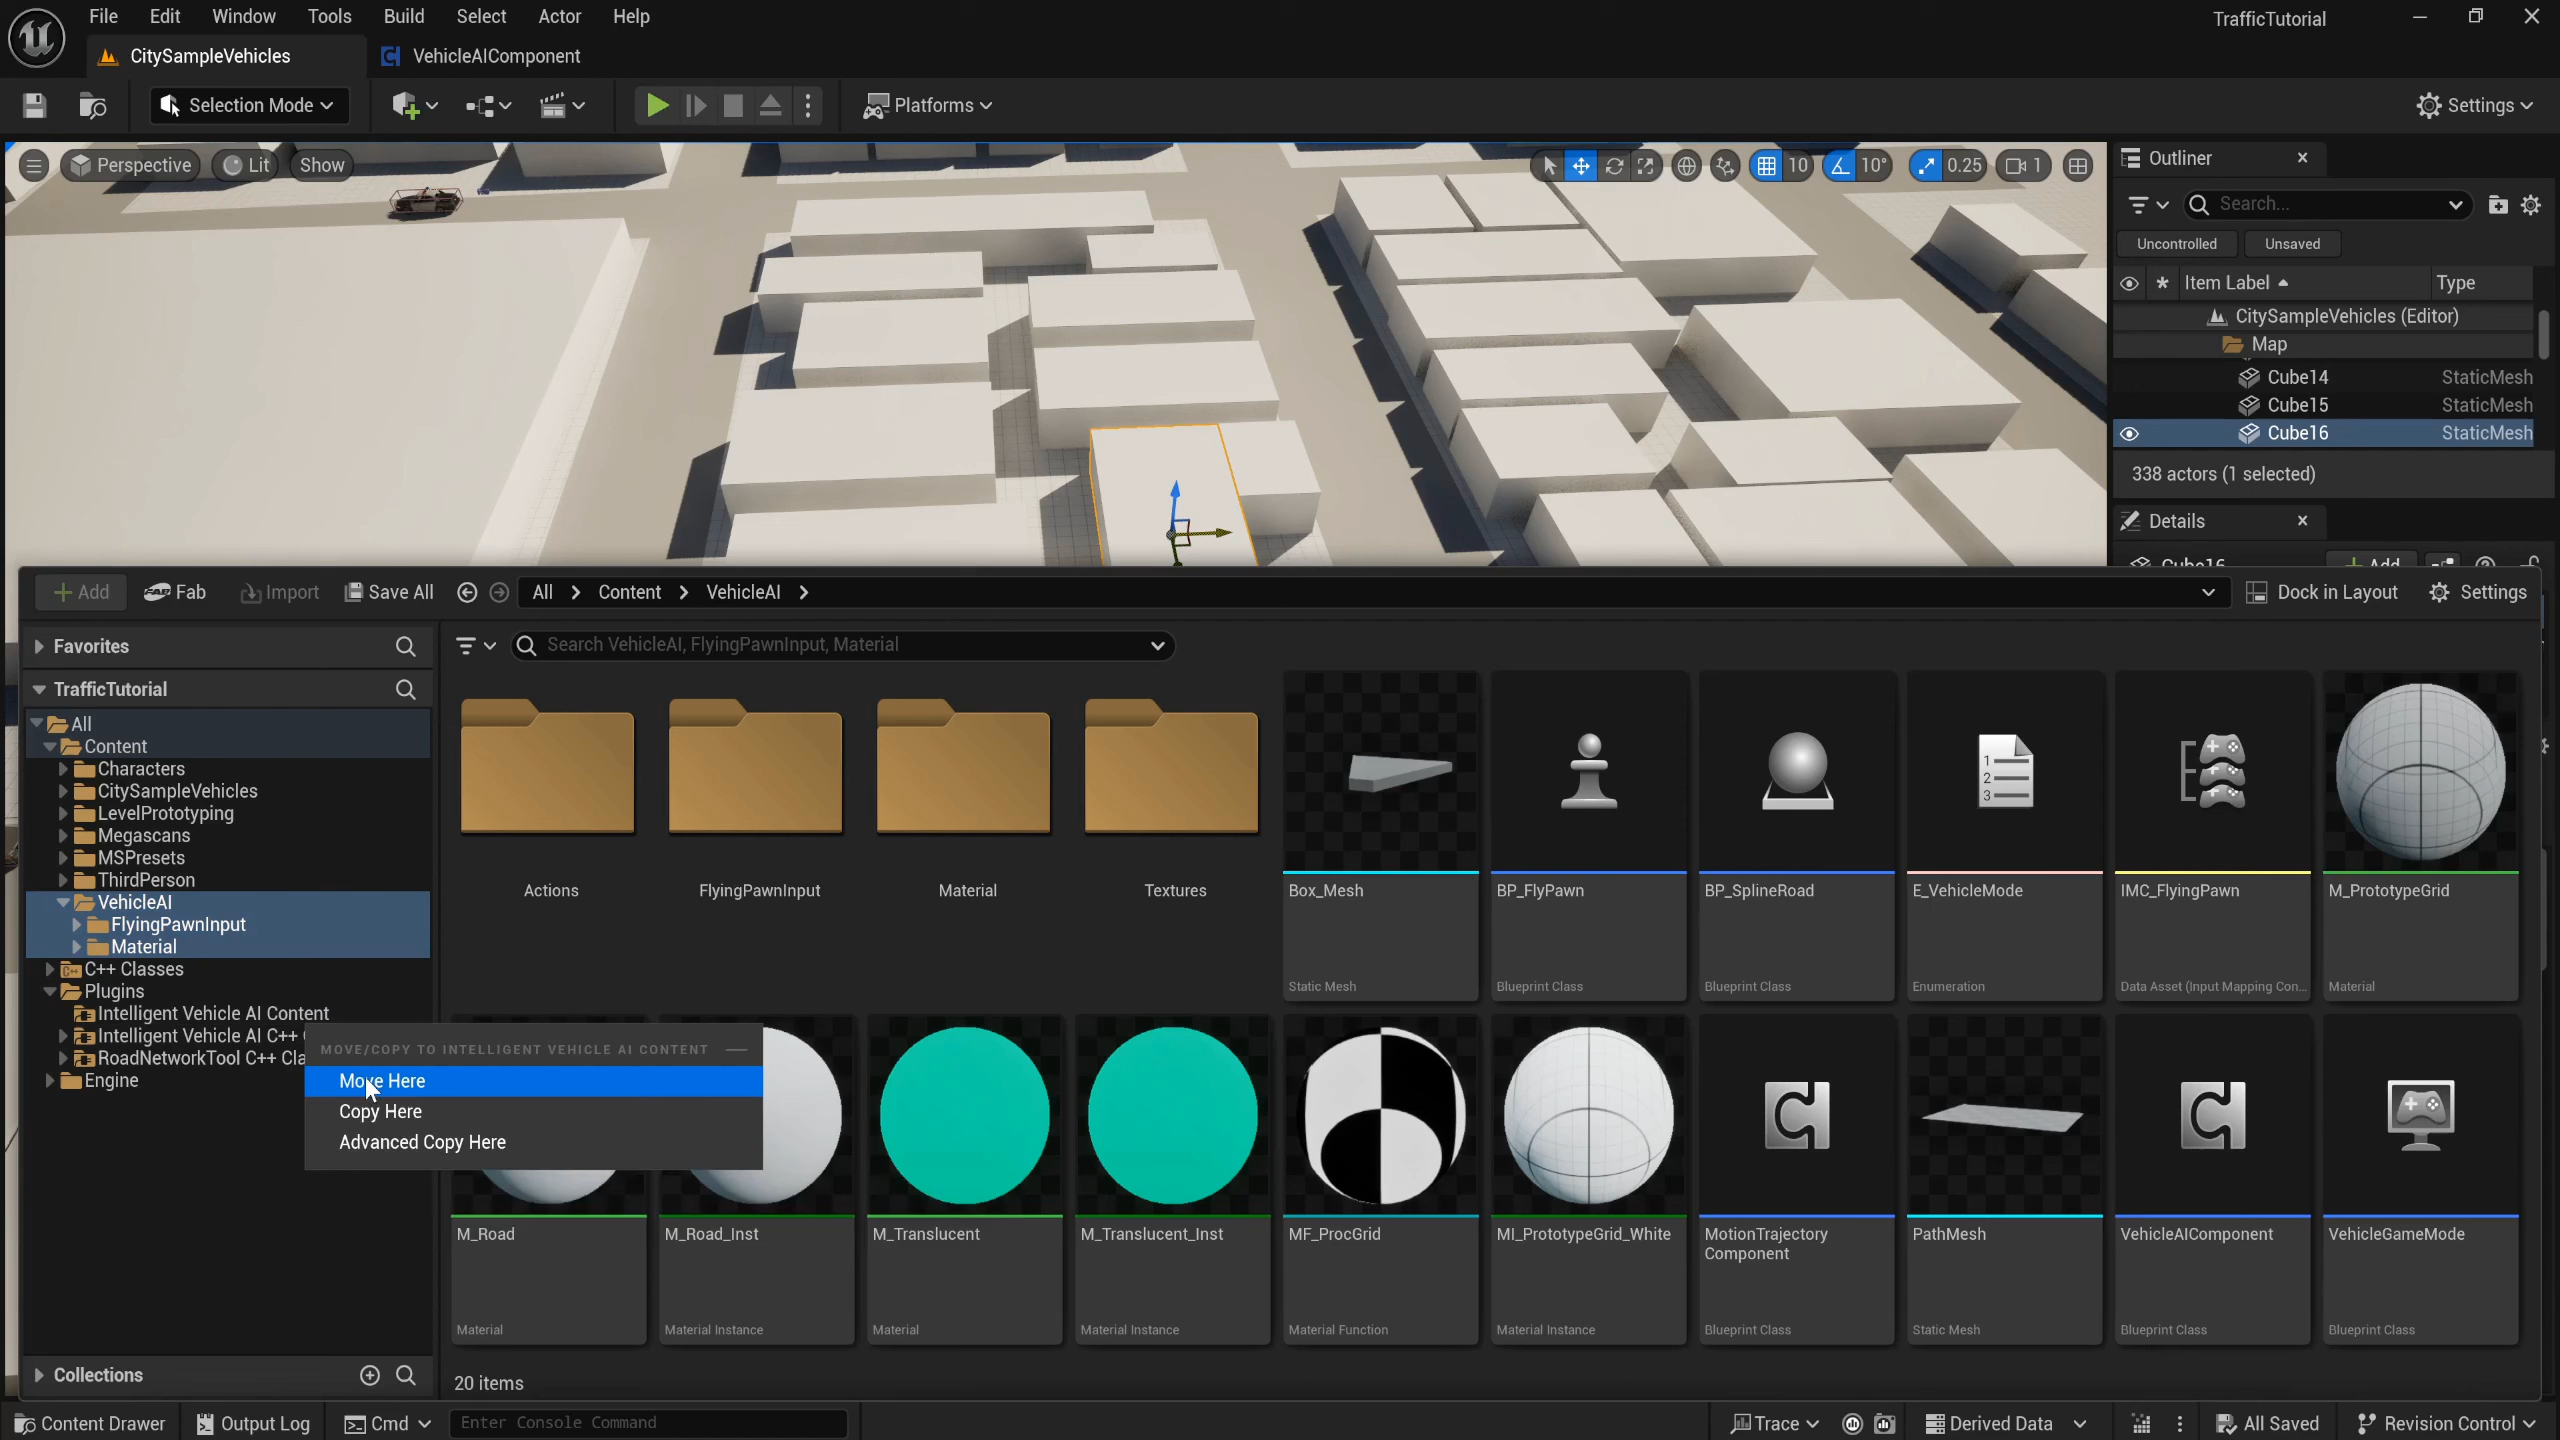 File Edit Window Tools Build Select Actor Help
TrafficTutorial
CitySampleVehicles
VehicleAIComponent
Selection Mode
Platforms
Settings
Perspective
Lit
Show
10
10°
0.25
1
Outliner
Search...
Uncontrolled
Unsaved
Item Label
Type
CitySampleVehicles (Editor)
Map
Cube14 StaticMesh
Cube15 StaticMesh
Cube16 StaticMesh
338 actors (1 selected)
Details
Cube16
Add
Add
Fab
Import
Save All
All
Content
VehicleAI
Dock in Layout
Settings
Favorites
TrafficTutorial
All
Content
Characters
CitySampleVehicles
LevelPrototyping
Megascans
MSPresets
ThirdPerson
VehicleAI
FlyingPawnInput
Material
C++ Classes
Plugins
Intelligent Vehicle AI Content
Intelligent Vehicle AI C++
RoadNetworkTool C++ Cla
Engine
MOVE/COPY TO INTELLIGENT VEHICLE AI CONTENT
Move Here
Copy Here
Advanced Copy Here
Collections
Search VehicleAI, FlyingPawnInput, Material
Actions
FlyingPawnInput
Material
Textures
Box_Mesh
Static Mesh
BP_FlyPawn
Blueprint Class
BP_SplineRoad
Blueprint Class
E_VehicleMode
Enumeration
IMC_FlyingPawn
Data Asset (Input Mapping Con...
M_PrototypeGrid
Material
M_Road
Material
M_Road_Inst
Material Instance
M_Translucent
Material
M_Translucent_Inst
Material Instance
MF_ProcGrid
Material Function
MI_PrototypeGrid_White
Material Instance
MotionTrajectory
Component
Blueprint Class
PathMesh
Static Mesh
VehicleAIComponent
Blueprint Class
VehicleGameMode
Blueprint Class
20 items
Content Drawer
Output Log
Cmd
Enter Console Command
Trace
Derived Data
All Saved
Revision Control